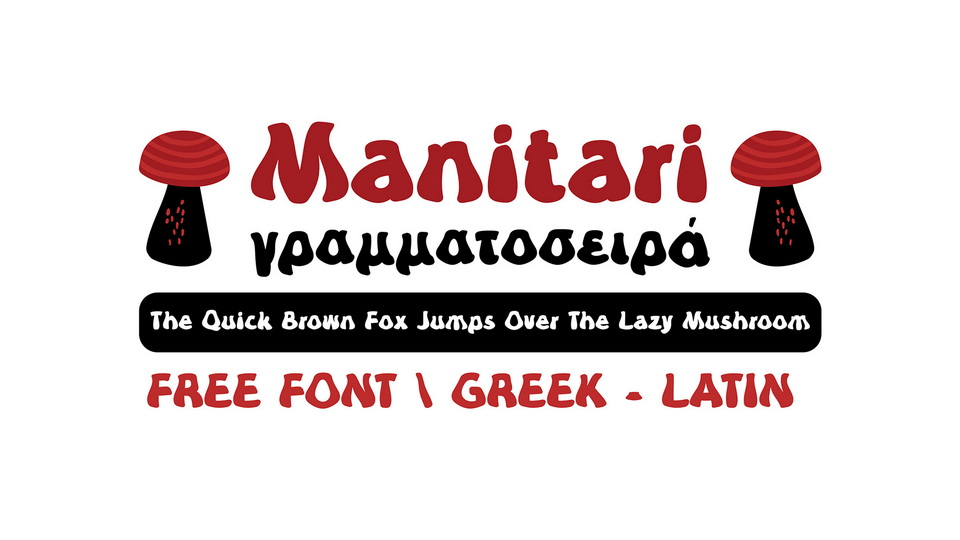 Manitari
γραμματοσειρά
The Quick Brown Fox Jumps Over The Lazy Mushroom
FREE FONT \ GREEK - LATIN